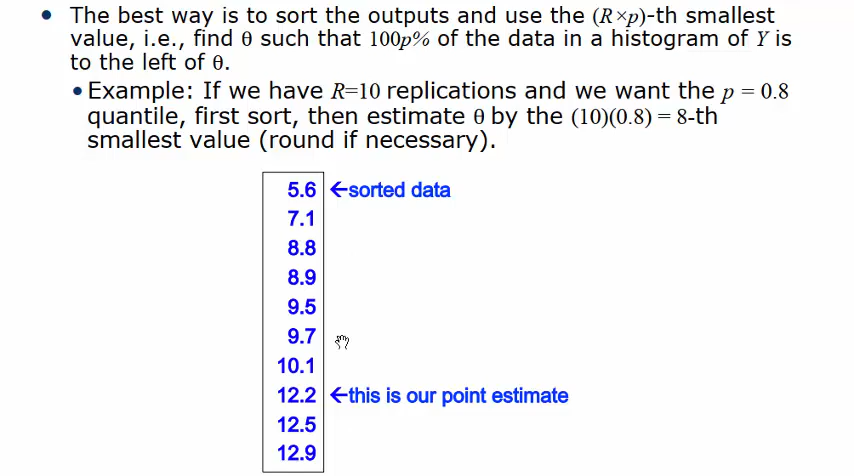 • The best way is to sort the outputs and use the (R×p)-th smallest
value, i.e., find θ such that 100p% of the data in a histogram of Y is
to the left of θ.
• Example: If we have R=10 replications and we want the p = 0.8
quantile, first sort, then estimate θ by the (10)(0.8) = 8-th
smallest value (round if necessary).
5.6 ←sorted data
7.1
8.8
8.9
9.5
9.7
10.1
12.2 ←this is our point estimate
12.5
12.9